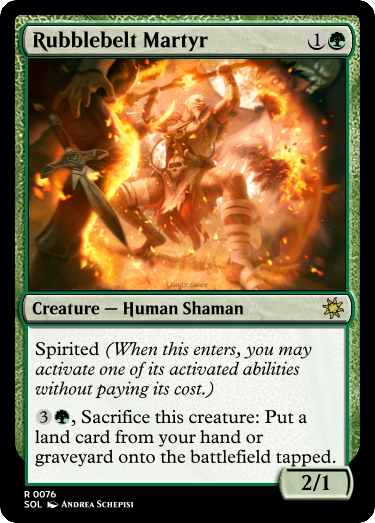 Rubblebelt Martyr 1
Creature — Human Shaman
Spirited (When this enters, you may
activate one of its activated abilities
without paying its cost.)
3, Sacrifice this creature: Put a
land card from your hand or
graveyard onto the battlefield tapped.
2/1
R 0076
SOL Andrea Schepisi